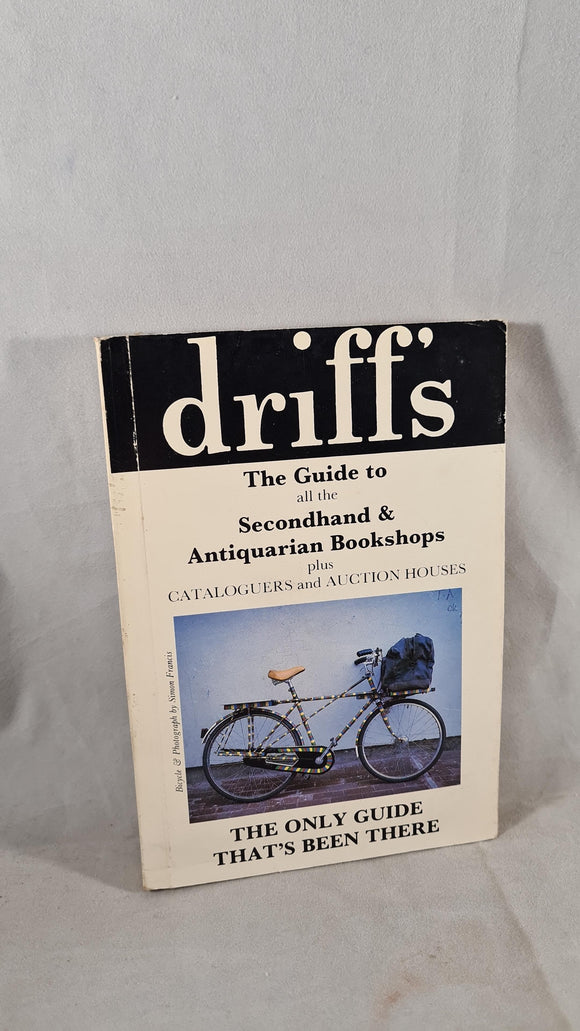 driff's
The Guide to
all the
Secondhand &
Antiquarian Bookshops
plus
CATALOGUERS and AUCTION HOUSES
Bicycle & Photograph by Simon Francis
THE ONLY GUIDE
THAT'S BEEN THERE